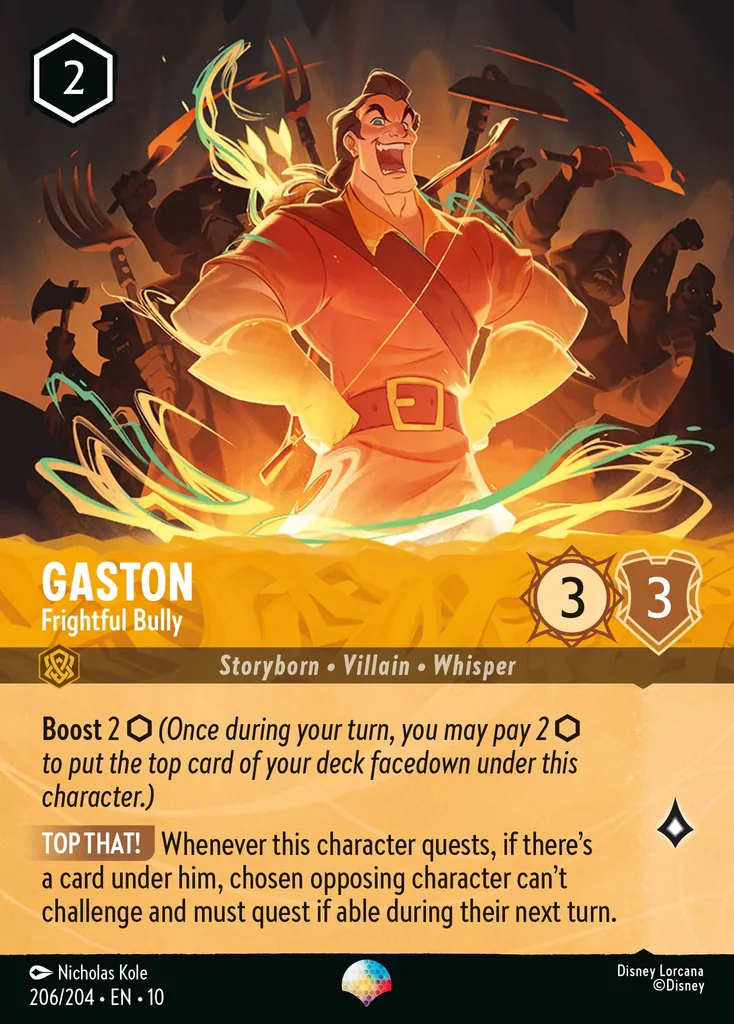 2
GASTON
Frightful Bully
3
3
Storyborn • Villain • Whisper
Boost 2 ⬡ (Once during your turn, you may pay 2 ⬡
to put the top card of your deck facedown under this
character.)
TOP THAT! Whenever this character quests, if there's
a card under him, chosen opposing character can't
challenge and must quest if able during their next turn.
Nicholas Kole
206/204 • EN • 10
Disney Lorcana
©Disney